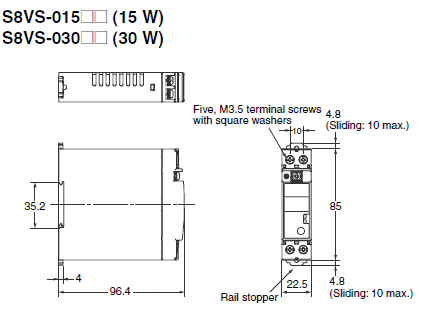 S8VS-015□□ (15 W)
S8VS-030□□ (30 W)
Five, M3.5 terminal screws
with square washers
4.8
(Sliding: 10 max.)
10
35.2
85
4
96.4
22.5
4.8
(Sliding: 10 max.)
Rail stopper